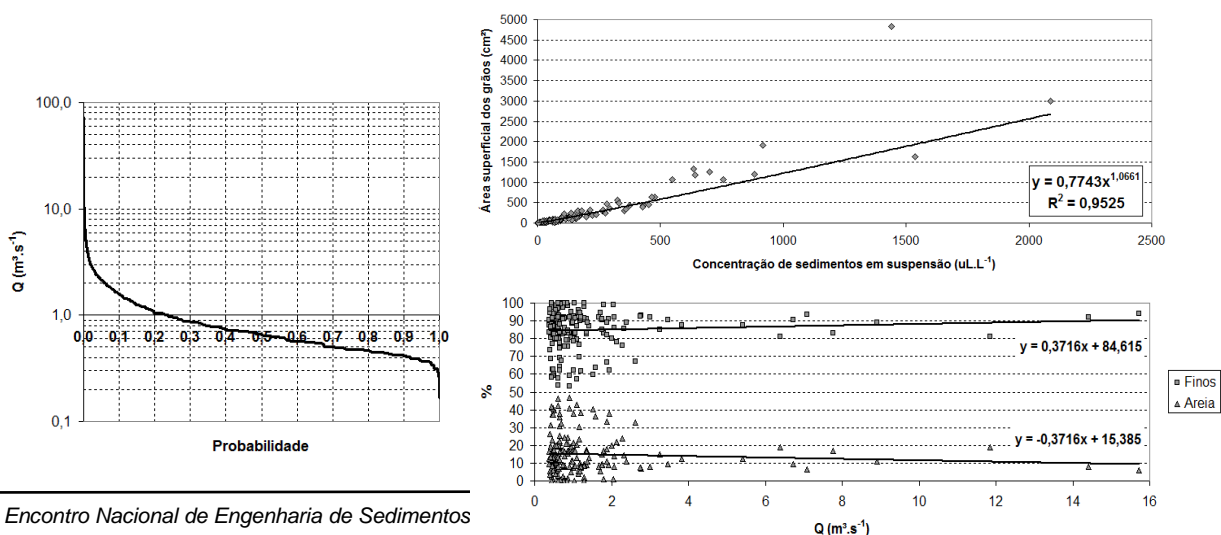 100,0
10,0
1,0
0,1
Q (m³.s⁻¹)
0,0 0,1 0,2 0,3 0,4 0,5 0,6 0,7 0,8 0,9 1,0
Probabilidade
Encontro Nacional de Engenharia de Sedimentos
5000
4500
4000
3500
3000
2500
2000
1500
1000
500
0
Área superficial dos grãos (cm²)
y = 0,7743x^1,0661
R² = 0,9525
0 500 1000 1500 2000 2500
Concentração de sedimentos em suspensão (uL.L⁻¹)
100
90
80
70
60
50
40
30
20
10
0
%
y = 0,3716x + 84,615
y = -0,3716x + 15,385
Finos
Areia
0 2 4 6 8 10 12 14 16
Q (m³.s⁻¹)